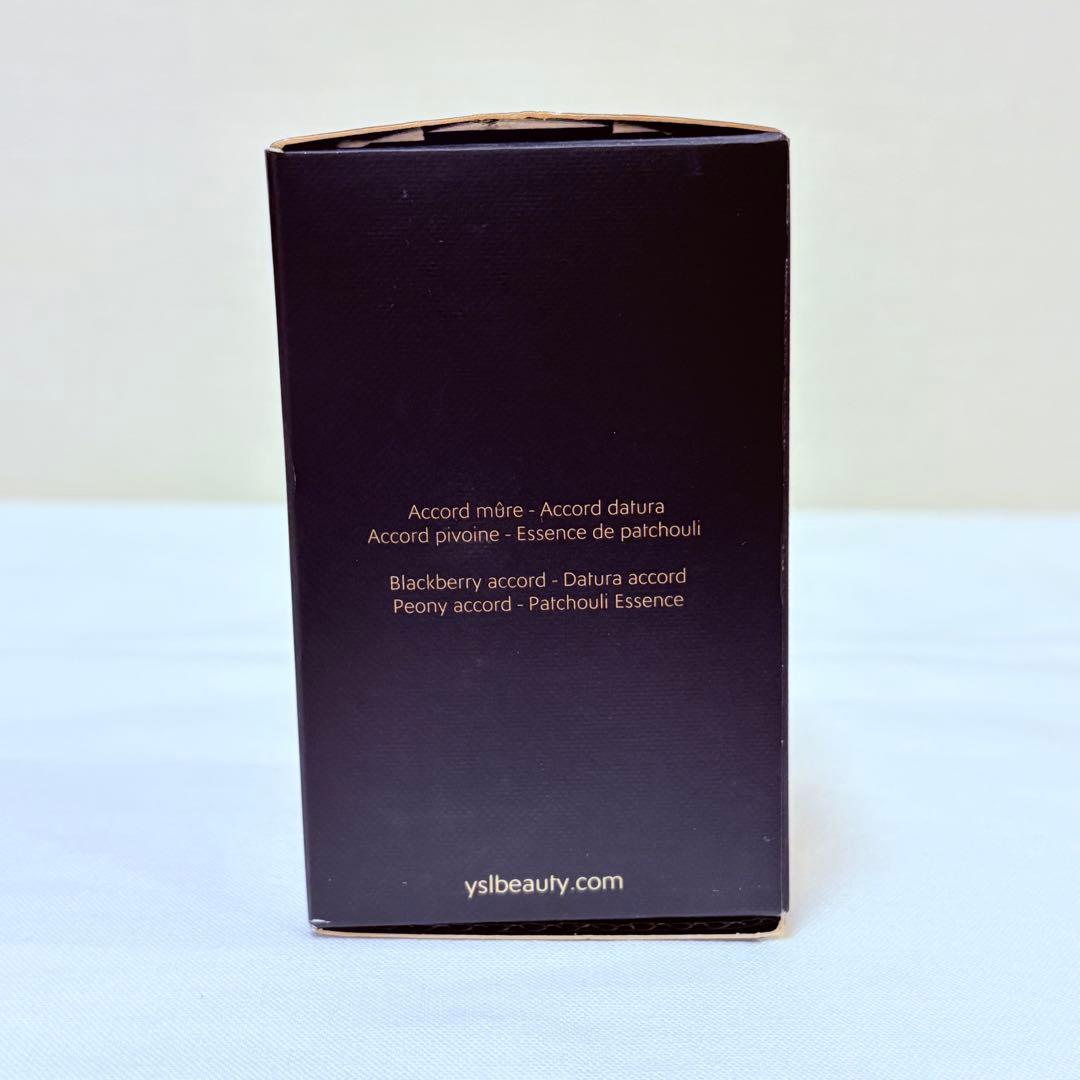 Accord mûre - Accord datura
Accord pivoine - Essence de patchouli
Blackberry accord - Datura accord
Peony accord - Patchouli Essence
yslbeauty.com